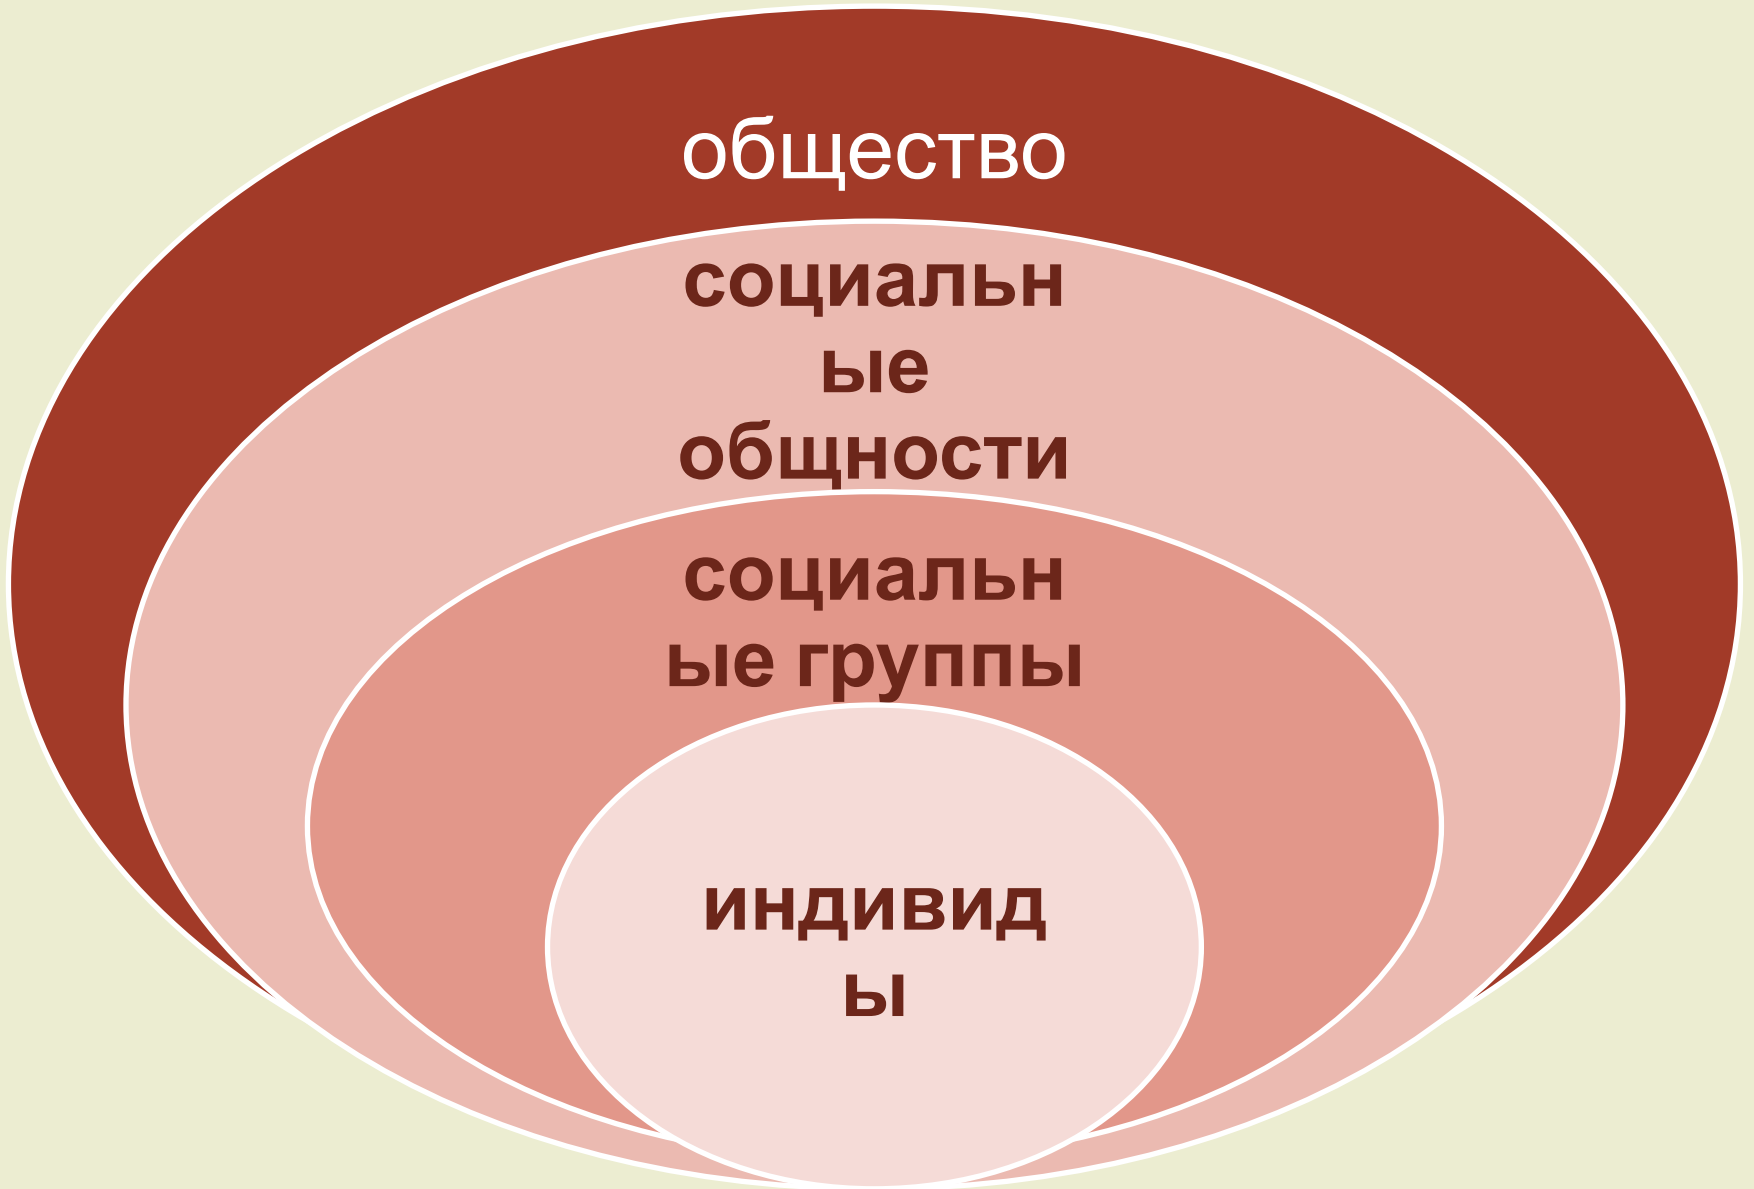 общество
социальн
ые
общности
социальн
ые группы
индивид
ы